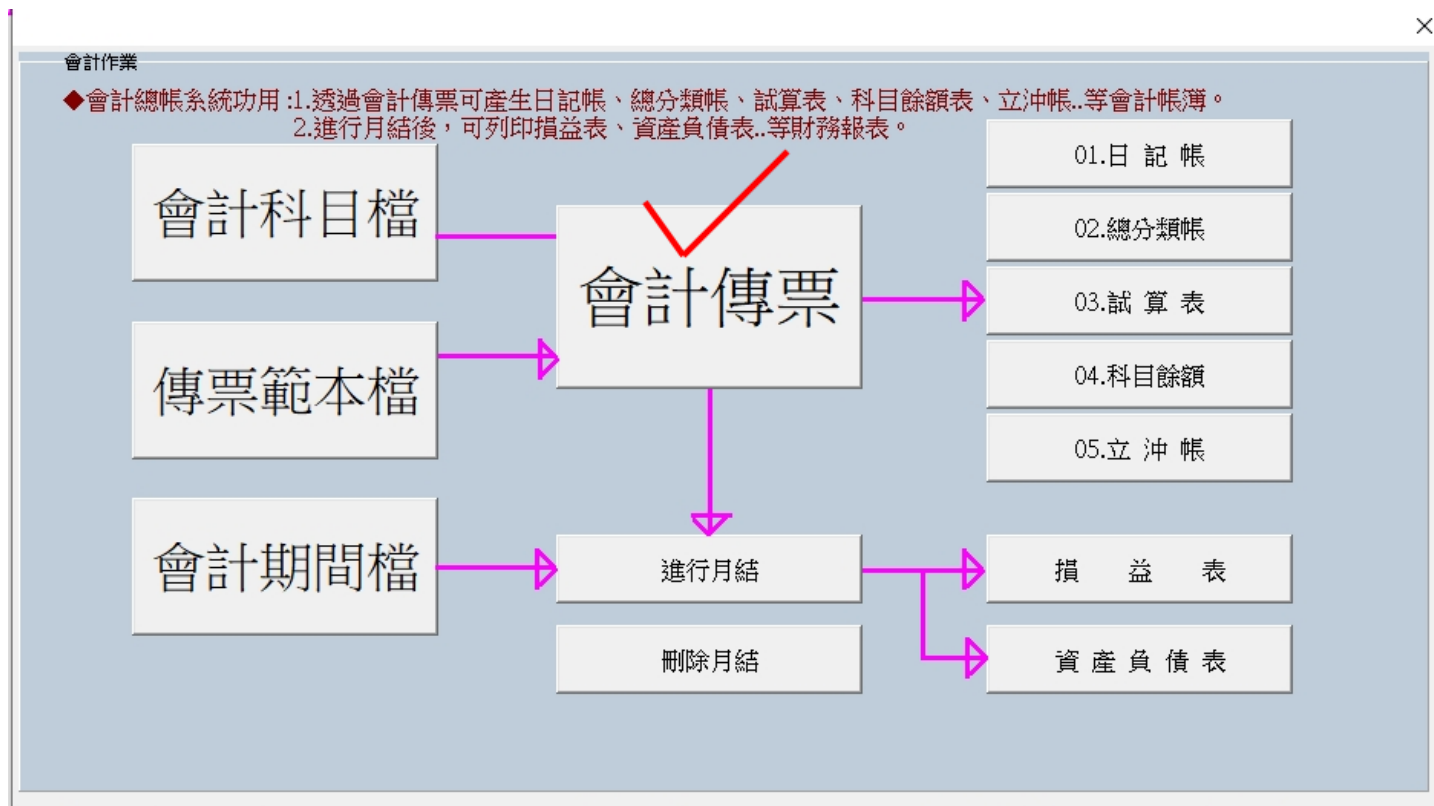 會計作業
◆會計總帳系統功用:1.透過會計傳票可產生日記帳、總分類帳、試算表、科目餘額表、立沖帳..等會計帳簿。
2.進行月結後，可列印損益表、資產負債表..等財務報表。
會計科目檔
傳票範本檔
會計期間檔
會計傳票
進行月結
刪除月結
01.日 記 帳
02.總分類帳
03.試 算 表
04.科目餘額
05.立 沖 帳
損 益 表
資 產 負 債 表